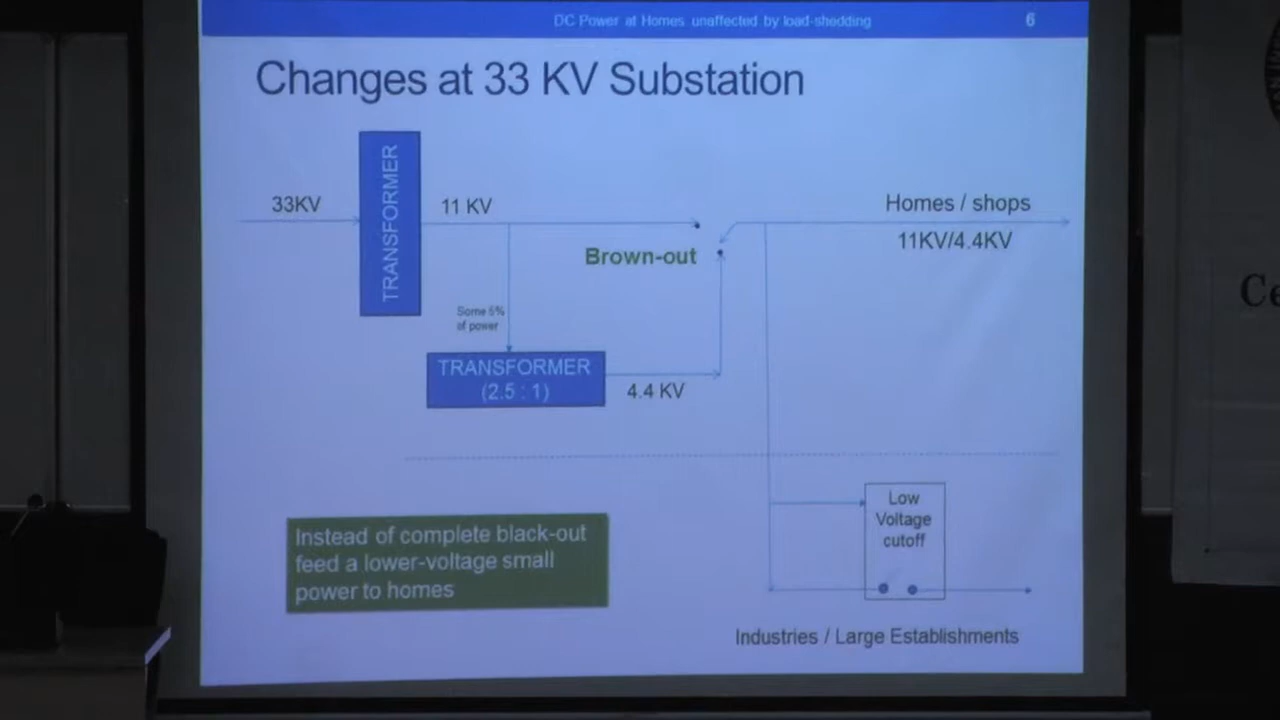 DC Power at Homes unaffected by load-shedding
6
Changes at 33 KV Substation
TRANSFORMER
33KV
11 KV
Homes / shops
11KV/4.4KV
Brown-out
Some 5%
of power
TRANSFORMER
(2.5 : 1)
4.4 KV
Low
Voltage
cutoff
Instead of complete black-out
feed a lower-voltage small
power to homes
Industries / Large Establishments